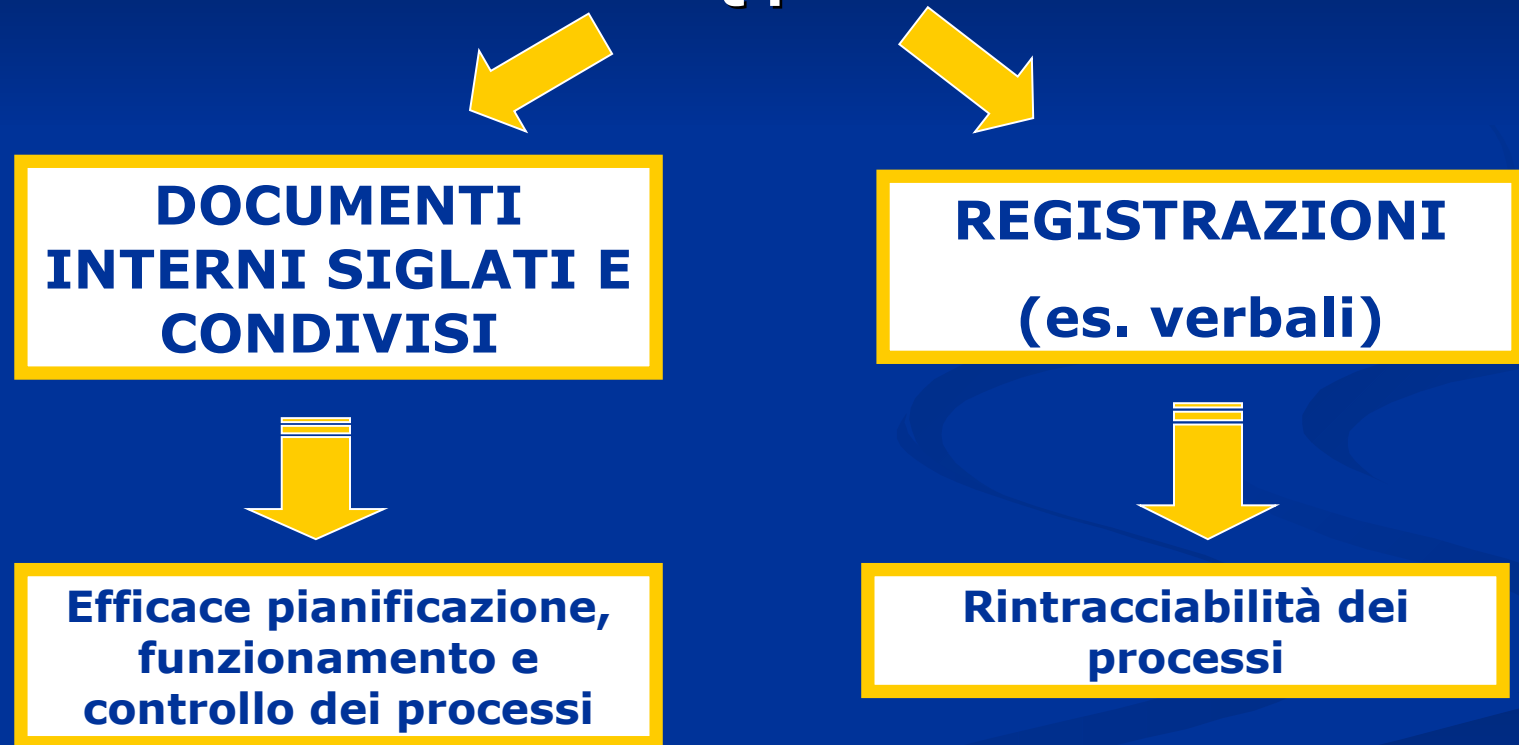 DOCUMENTI
INTERNI SIGLATI E
CONDIVISI
REGISTRAZIONI
(es. verbali)
Efficace pianificazione,
funzionamento e
controllo dei processi
Rintracciabilità dei
processi